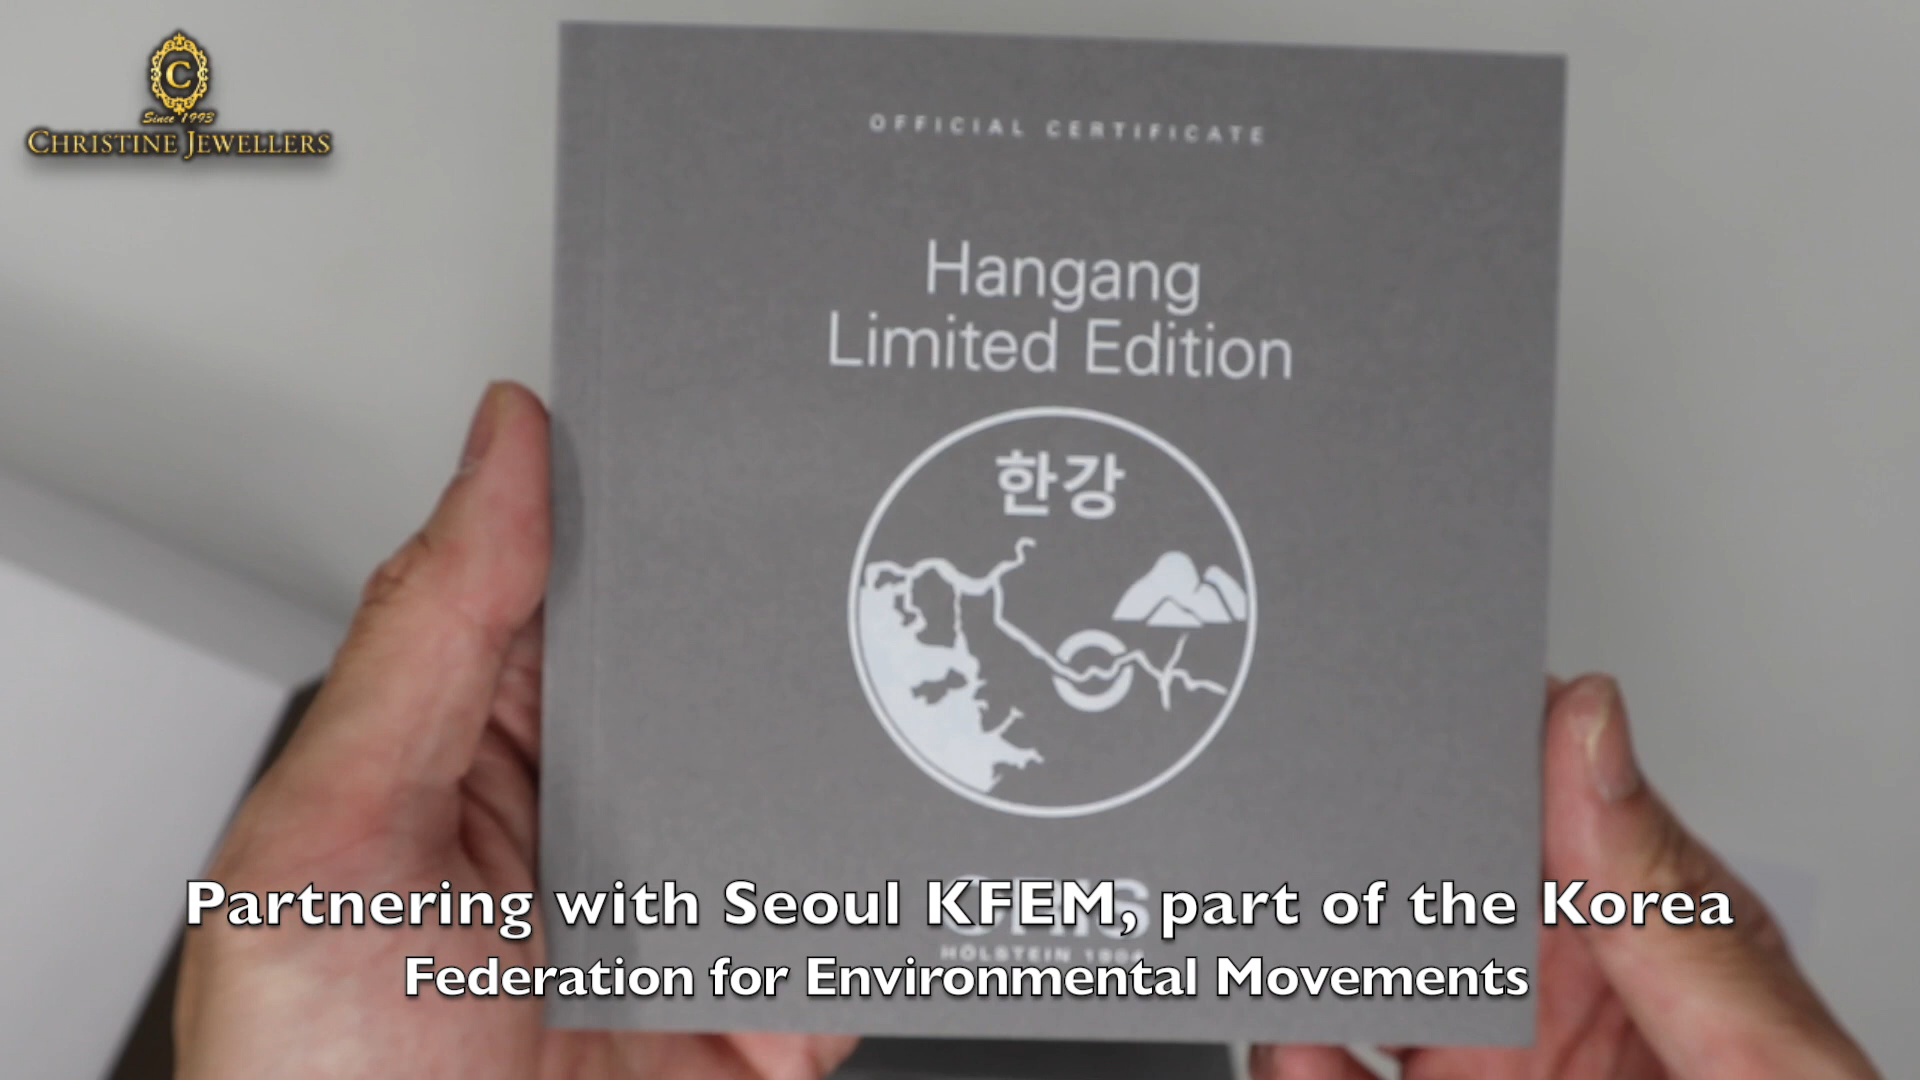 C
Since 1993
CHRISTINE JEWELLERS
OFFICIAL CERTIFICATE
Hangang
Limited Edition
한강
Partnering with Seoul KFEM, part of the Korea
HÖLSTEIN
Federation for Environmental Movements